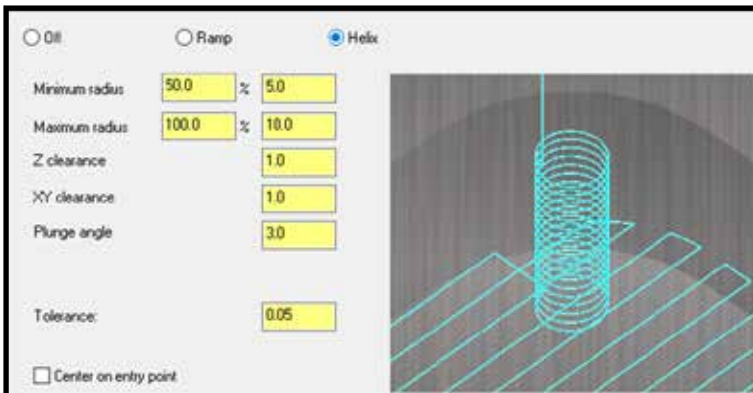 Off Ramp Helix
Minimum radius 50.0 % 5.0
Maximum radius 100.0 % 10.0
Z clearance 1.0
XY clearance 1.0
Plunge angle 3.0
Tolerance: 0.05
Center on entry point